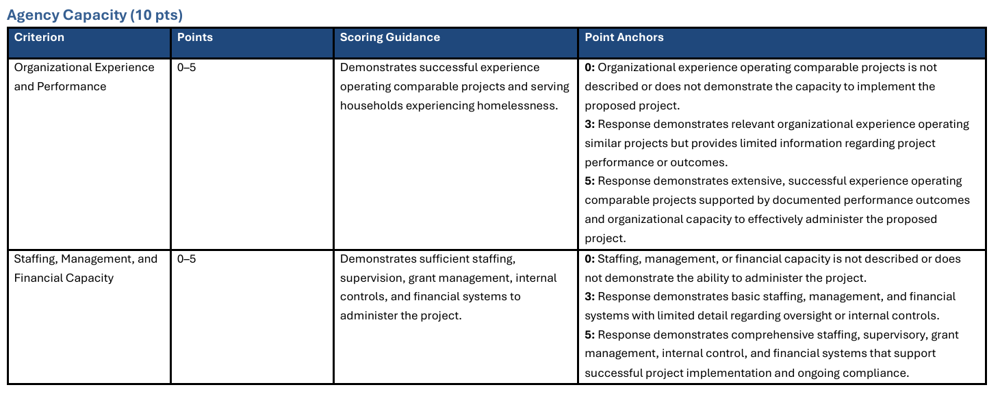 Agency Capacity (10 pts)
Criterion
Points
Scoring Guidance
Point Anchors
Organizational Experience
and Performance
0–5
Demonstrates successful experience
operating comparable projects and serving
households experiencing homelessness.
0: Organizational experience operating comparable projects is not
described or does not demonstrate the capacity to implement the
proposed project.
3: Response demonstrates relevant organizational experience operating
similar projects but provides limited information regarding project
performance or outcomes.
5: Response demonstrates extensive, successful experience operating
comparable projects supported by documented performance outcomes
and organizational capacity to effectively administer the proposed
project.
Staffing, Management, and
Financial Capacity
0–5
Demonstrates sufficient staffing,
supervision, grant management, internal
controls, and financial systems to
administer the project.
0: Staffing, management, or financial capacity is not described or does
not demonstrate the ability to administer the project.
3: Response demonstrates basic staffing, management, and financial
systems with limited detail regarding oversight or internal controls.
5: Response demonstrates comprehensive staffing, supervisory, grant
management, internal control, and financial systems that support
successful project implementation and ongoing compliance.